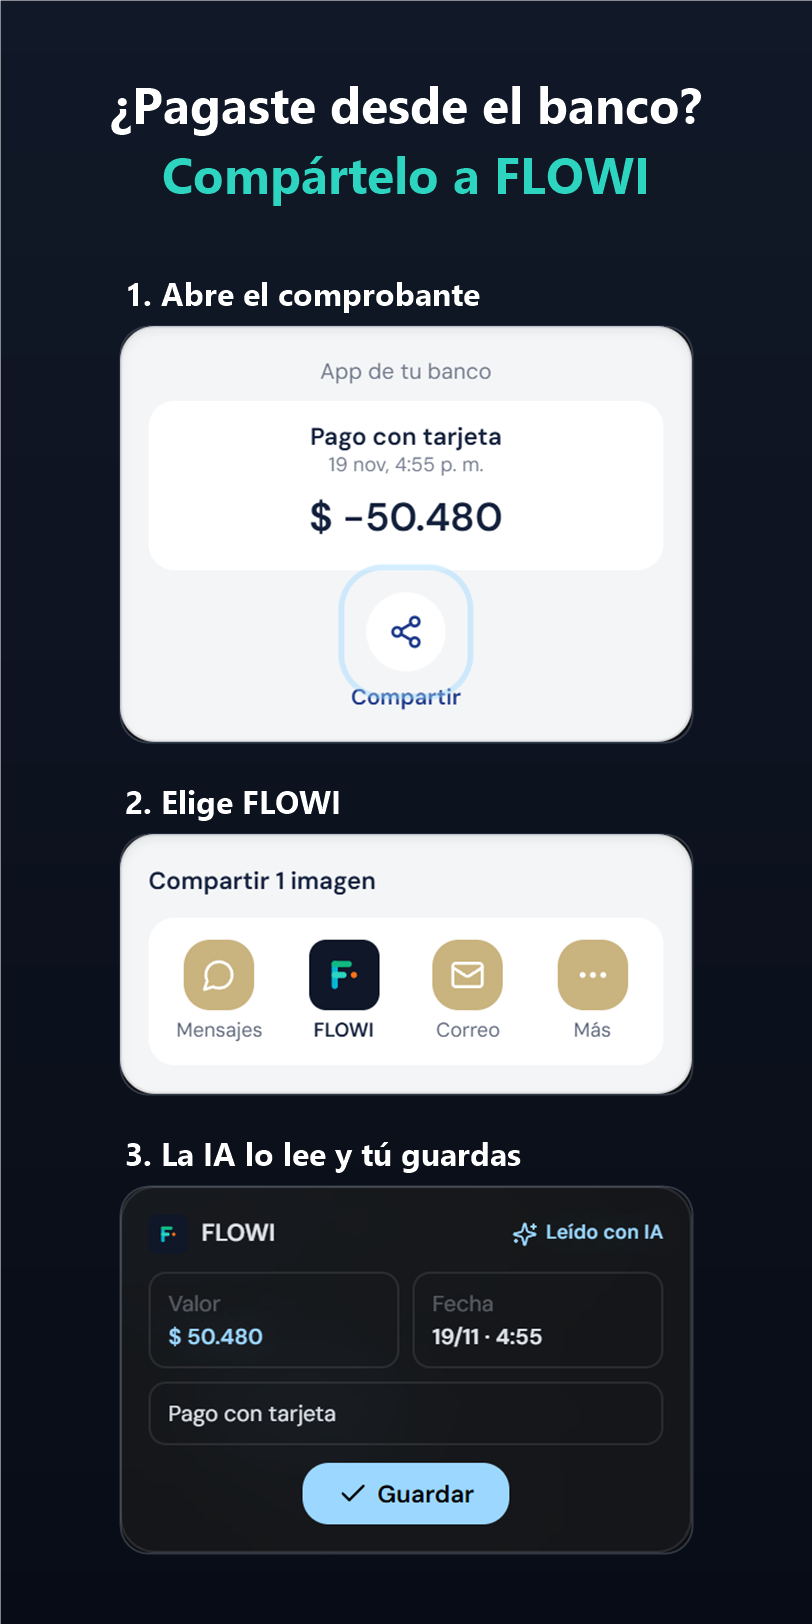 ¿Pagaste desde el banco?
Compártelo a FLOWI
1. Abre el comprobante
App de tu banco
Pago con tarjeta
19 nov, 4:55 p. m.
$ -50.480
Compartir
2. Elige FLOWI
Compartir 1 imagen
Mensajes FLOWI Correo Más
3. La IA lo lee y tú guardas
F FLOWI Leído con IA
Valor Fecha
$ 50.480 19/11 · 4:55
Pago con tarjeta
Guardar